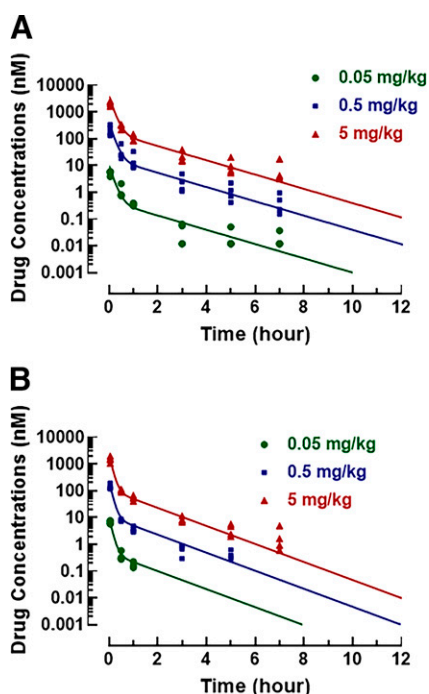 A
0.05 mg/kg
0.5 mg/kg
5 mg/kg
Drug Concentrations (nM)
10000
1000
100
10
1
0.1
0.01
0.001
0 2 4 6 8 10 12
Time (hour)
B
0.05 mg/kg
0.5 mg/kg
5 mg/kg
Drug Concentrations (nM)
10000
1000
100
10
1
0.1
0.01
0.001
0 2 4 6 8 10 12
Time (hour)